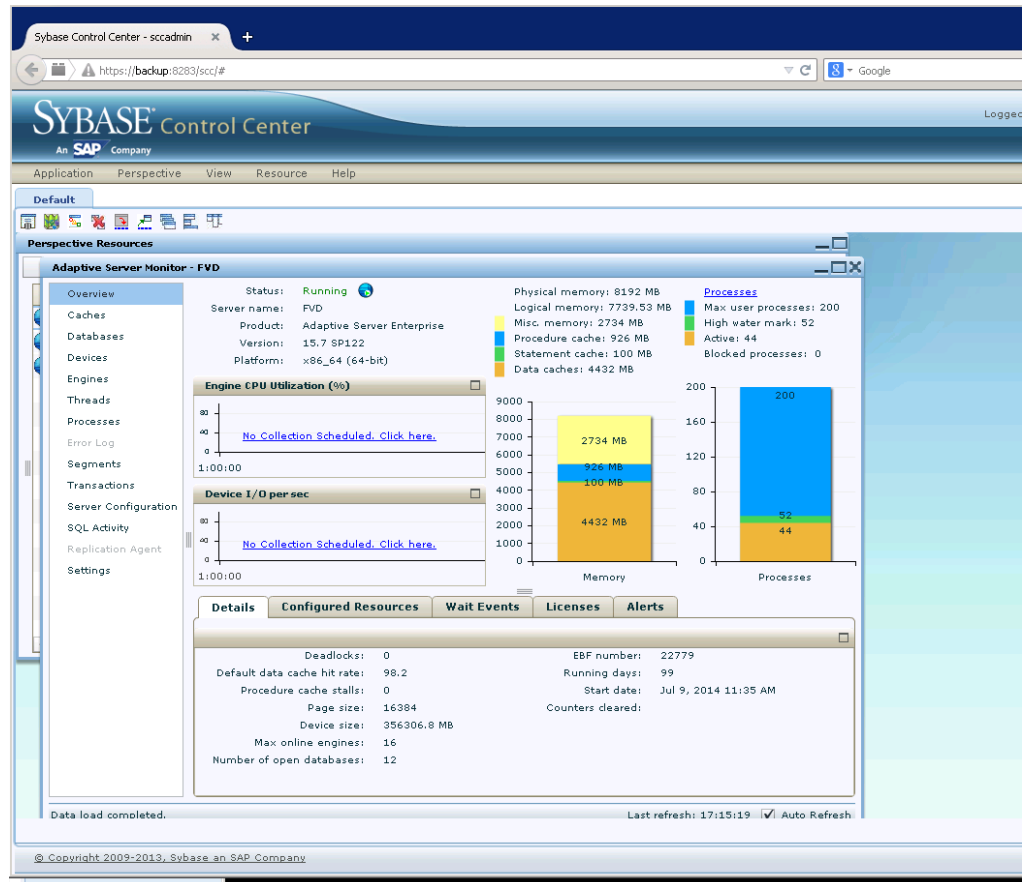 Sybase Control Center - sccadmin
https://backup:8283/scc/#
Google
SYBASE Control Center
An SAP Company
Logged
Application Perspective View Resource Help
Default
Perspective Resources
Adaptive Server Monitor - FVD
Overview
Caches
Databases
Devices
Engines
Threads
Processes
Error Log
Segments
Transactions
Server Configuration
SQL Activity
Replication Agent
Settings
Status: Running
Server name: FVD
Product: Adaptive Server Enterprise
Version: 15.7 SP122
Platform: x86_64 (64-bit)
Physical memory: 8192 MB
Logical memory: 7739.53 MB
Misc. memory: 2734 MB
Procedure cache: 926 MB
Statement cache: 100 MB
Data caches: 4432 MB
Processes
Max user processes: 200
High water mark: 52
Active: 44
Blocked processes: 0
Engine CPU Utilization (%)
80
40
0
No Collection Scheduled. Click here.
1:00:00
Device I/O per sec
80
40
0
No Collection Scheduled. Click here.
1:00:00
9000
8000
7000
6000
5000
4000
3000
2000
1000
0
2734 MB
926 MB
100 MB
4432 MB
Memory
200
160
120
80
40
0
200
52
44
Processes
Details Configured Resources Wait Events Licenses Alerts
Deadlocks: 0
Default data cache hit rate: 98.2
Procedure cache stalls: 0
Page size: 16384
Device size: 356306.8 MB
Max online engines: 16
Number of open databases: 12
EBF number: 22779
Running days: 99
Start date: Jul 9, 2014 11:35 AM
Counters cleared:
Data load completed.
Last refresh: 17:15:19 Auto Refresh
© Copyright 2009-2013, Sybase an SAP Company